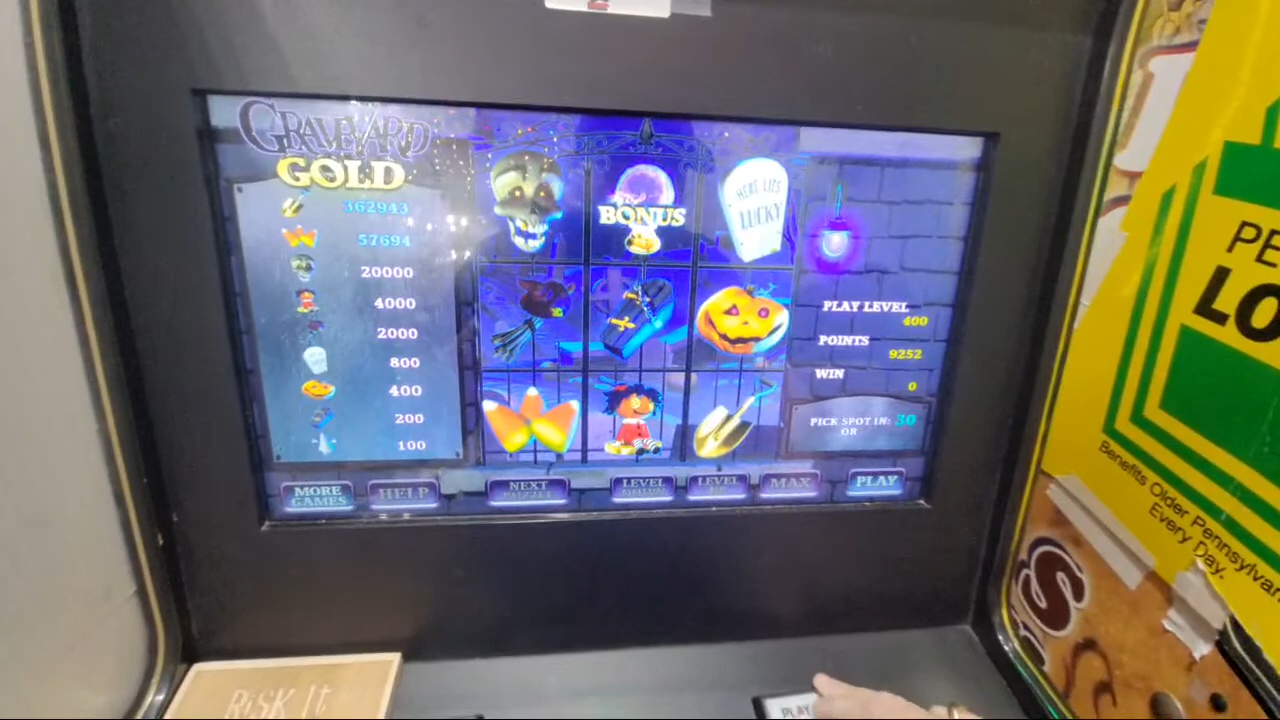 GRAVEYARD
GOLD
362943
57694
20000
4000
2000
800
400
200
100
BONUS
HERE LIES
LUCKY
PLAY LEVEL
400
POINTS
9252
WIN
0
PICK SPOT IN: 30
OR
MORE
GAMES
HELP
NEXT
PUZZLE
LEVEL
DOWN
LEVEL
UP
MAX
PLAY
RiSK It
PLAY
PE
LO
Benefits Older Pennsylvan
Every Day.
S